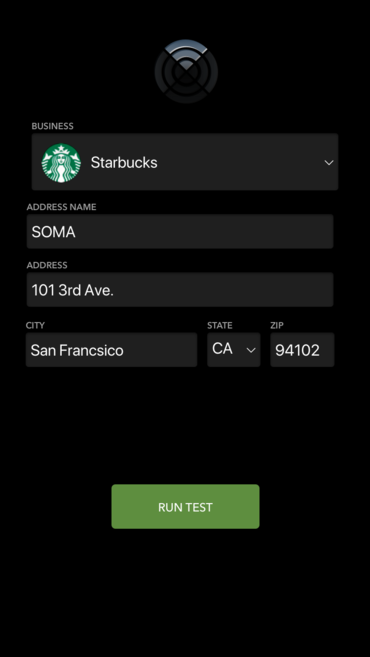 BUSINESS
Starbucks
ADDRESS NAME
SOMA
ADDRESS
101 3rd Ave.
CITY STATE ZIP
San Francsico CA 94102
RUN TEST